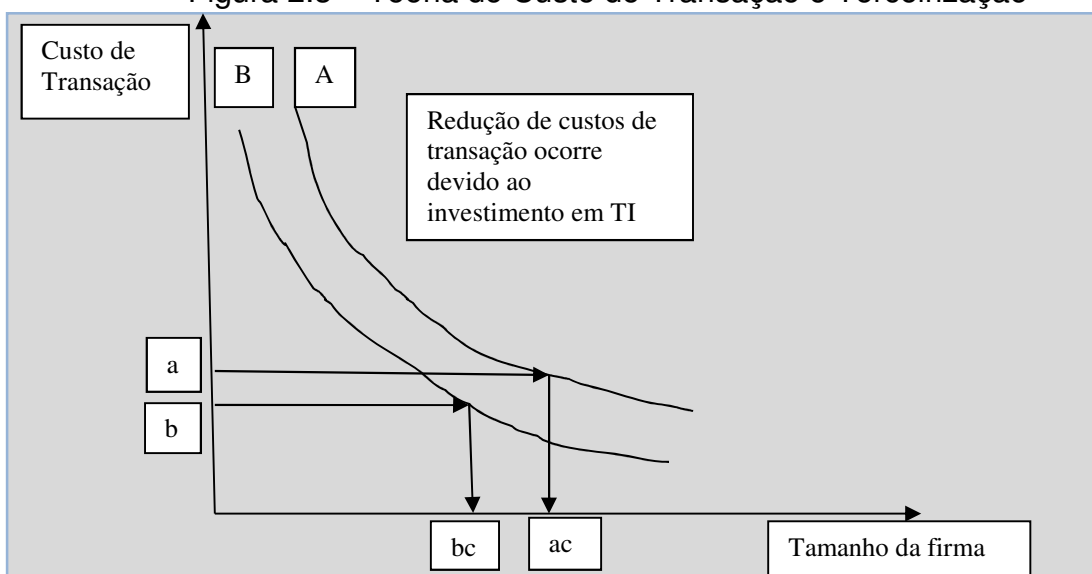 Custo de
Transação
B
A
Redução de custos de
transação ocorre
devido ao
investimento em TI
a
b
bc
ac
Tamanho da firma